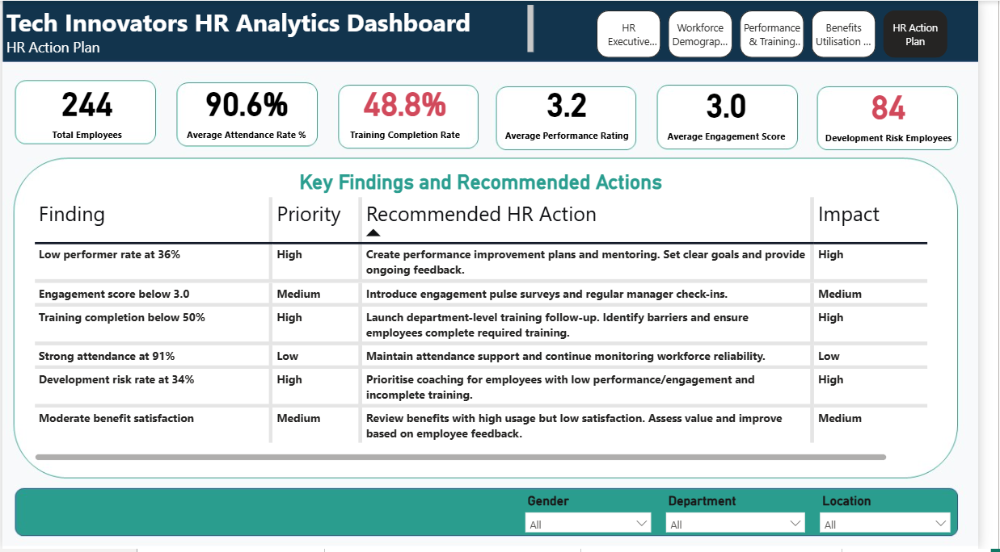 Tech Innovators HR Analytics Dashboard
HR Action Plan
HR
Executive...
Workforce
Demograp...
Performance
& Training..
Benefits
Utilisation ...
HR Action
Plan
244
Total Employees
90.6%
Average Attendance Rate %
48.8%
Training Completion Rate
3.2
Average Performance Rating
3.0
Average Engagement Score
84
Development Risk Employees
Key Findings and Recommended Actions
Finding Priority Recommended HR Action Impact
Low performer rate at 36% High Create performance improvement plans and mentoring. Set clear goals and provide High
ongoing feedback.
Engagement score below 3.0 Medium Introduce engagement pulse surveys and regular manager check-ins. Medium
Training completion below 50% High Launch department-level training follow-up. Identify barriers and ensure High
employees complete required training.
Strong attendance at 91% Low Maintain attendance support and continue monitoring workforce reliability. Low
Development risk rate at 34% High Prioritise coaching for employees with low performance/engagement and High
incomplete training.
Moderate benefit satisfaction Medium Review benefits with high usage but low satisfaction. Assess value and improve Medium
based on employee feedback.
Gender Department Location
All All All